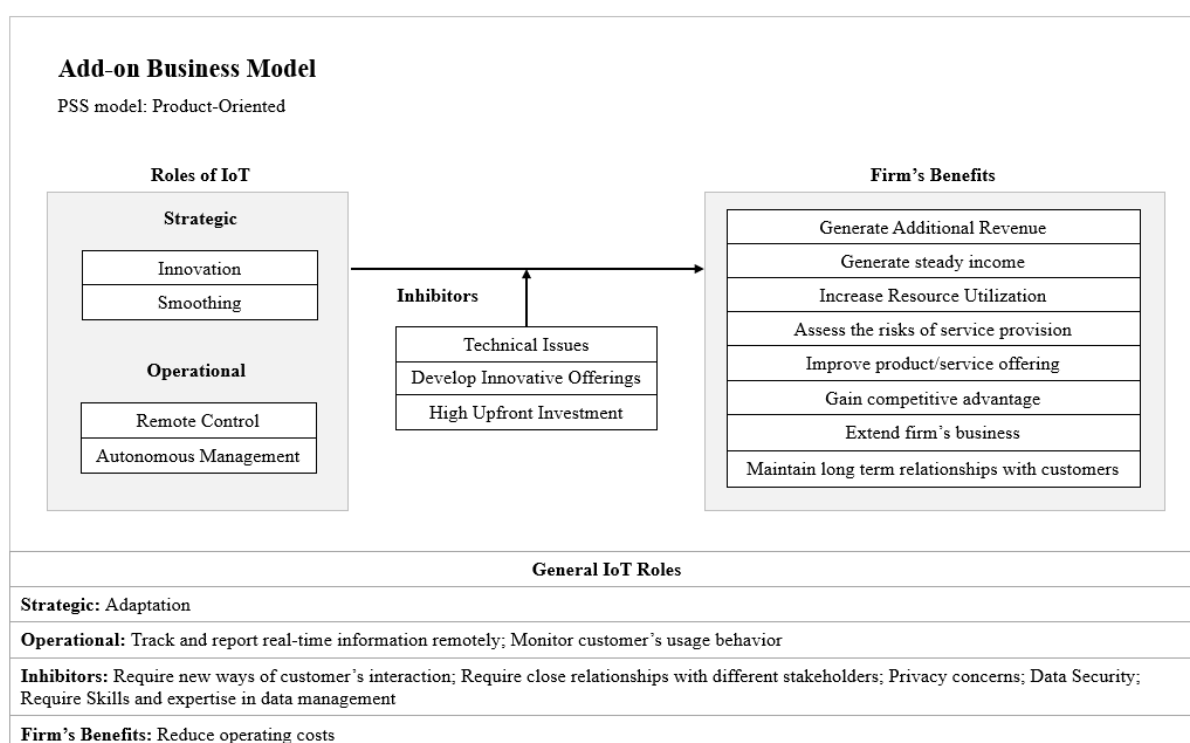 Add-on Business Model
PSS model: Product-Oriented
Roles of IoT
Strategic
Innovation
Smoothing
Operational
Remote Control
Autonomous Management
Inhibitors
Technical Issues
Develop Innovative Offerings
High Upfront Investment
Firm’s Benefits
Generate Additional Revenue
Generate steady income
Increase Resource Utilization
Assess the risks of service provision
Improve product/service offering
Gain competitive advantage
Extend firm’s business
Maintain long term relationships with customers
General IoT Roles
Strategic: Adaptation
Operational: Track and report real-time information remotely; Monitor customer’s usage behavior
Inhibitors: Require new ways of customer’s interaction; Require close relationships with different stakeholders; Privacy concerns; Data Security;
Require Skills and expertise in data management
Firm’s Benefits: Reduce operating costs